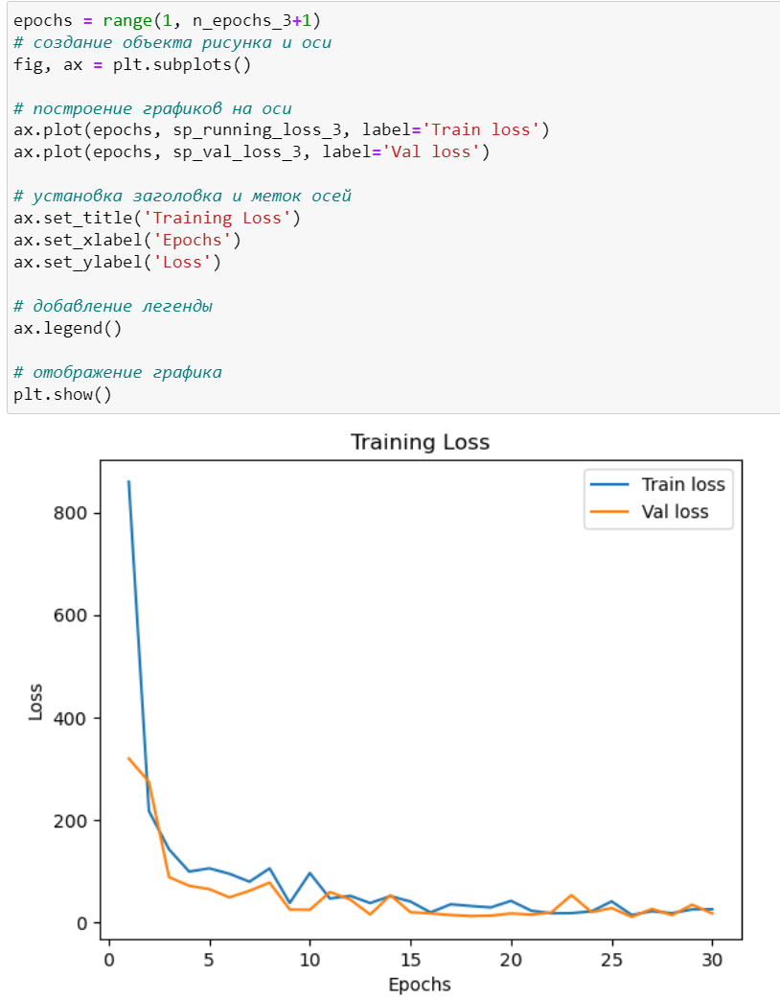 epochs = range(1, n_epochs_3+1)
# создание объекта рисунка и оси
fig, ax = plt.subplots()
# построение графиков на оси
ax.plot(epochs, sp_running_loss_3, label='Train loss')
ax.plot(epochs, sp_val_loss_3, label='Val loss')
# установка заголовка и меток осей
ax.set_title('Training Loss')
ax.set_xlabel('Epochs')
ax.set_ylabel('Loss')
# добавление легенды
ax.legend()
# отображение графика
plt.show()
Training Loss
Train loss
Val loss
800
600
400
200
0
Loss
0 5 10 15 20 25 30
Epochs